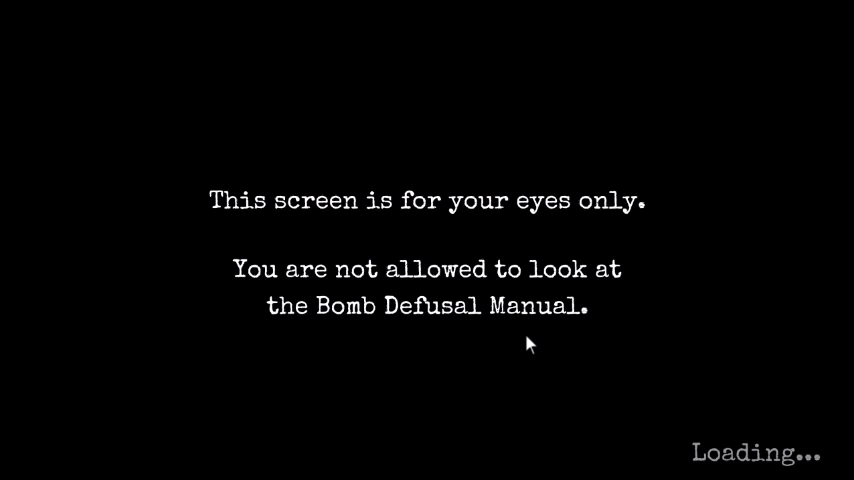 This screen is for your eyes only.
You are not allowed to look at
the Bomb Defusal Manual.
Loading...